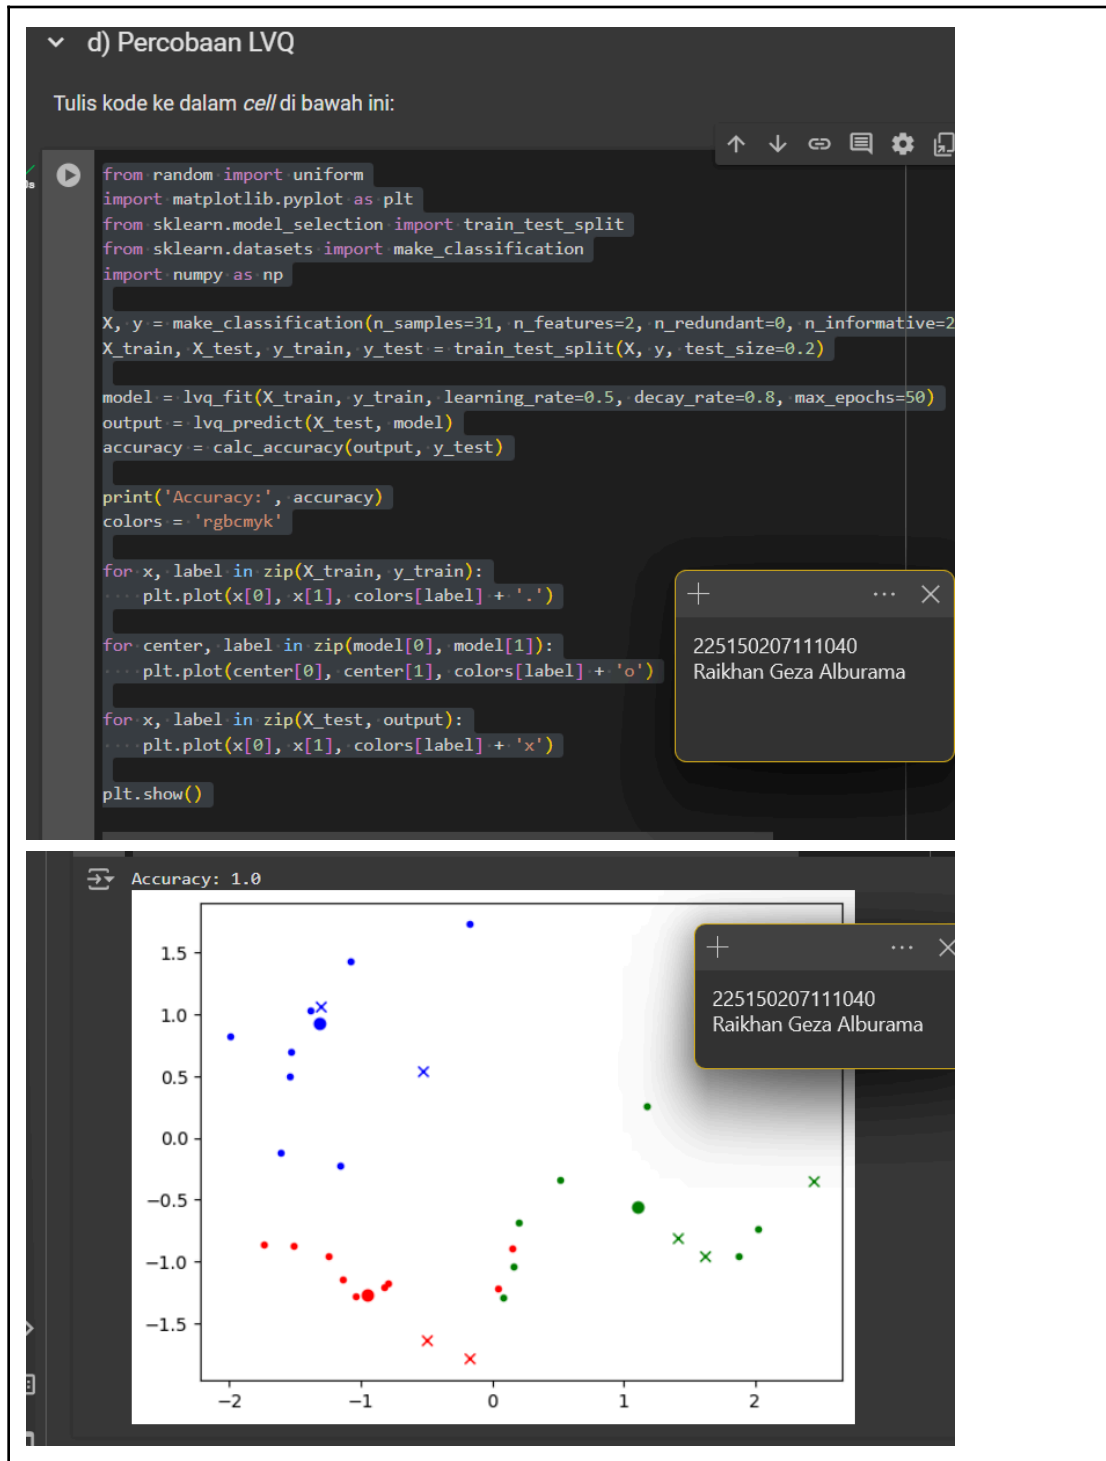 d) Percobaan LVQ
Tulis kode ke dalam cell di bawah ini:
from random import uniform
import matplotlib.pyplot as plt
from sklearn.model_selection import train_test_split
from sklearn.datasets import make_classification
import numpy as np
X, y = make_classification(n_samples=31, n_features=2, n_redundant=0, n_informative=2
X_train, X_test, y_train, y_test = train_test_split(X, y, test_size=0.2)
model = lvq_fit(X_train, y_train, learning_rate=0.5, decay_rate=0.8, max_epochs=50)
output = lvq_predict(X_test, model)
accuracy = calc_accuracy(output, y_test)
print('Accuracy:', accuracy)
colors = 'rgbcmyk'
for x, label in zip(X_train, y_train):
    plt.plot(x[0], x[1], colors[label] + '.')
for center, label in zip(model[0], model[1]):
    plt.plot(center[0], center[1], colors[label] + 'o')
for x, label in zip(X_test, output):
    plt.plot(x[0], x[1], colors[label] + 'x')
plt.show()
225150207111040
Raikhan Geza Alburama
Accuracy: 1.0
225150207111040
Raikhan Geza Alburama
1.5
1.0
0.5
0.0
−0.5
−1.0
−1.5
−2 −1 0 1 2